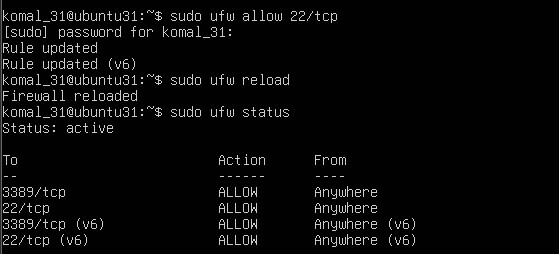 komal_31@ubuntu31:~$ sudo ufw allow 22/tcp
[sudo] password for komal_31:
Rule updated
Rule updated (v6)
komal_31@ubuntu31:~$ sudo ufw reload
Firewall reloaded
komal_31@ubuntu31:~$ sudo ufw status
Status: active

To                         Action      From
--                         ------      ----
3389/tcp                   ALLOW       Anywhere
22/tcp                     ALLOW       Anywhere
3389/tcp (v6)              ALLOW       Anywhere (v6)
22/tcp (v6)                ALLOW       Anywhere (v6)